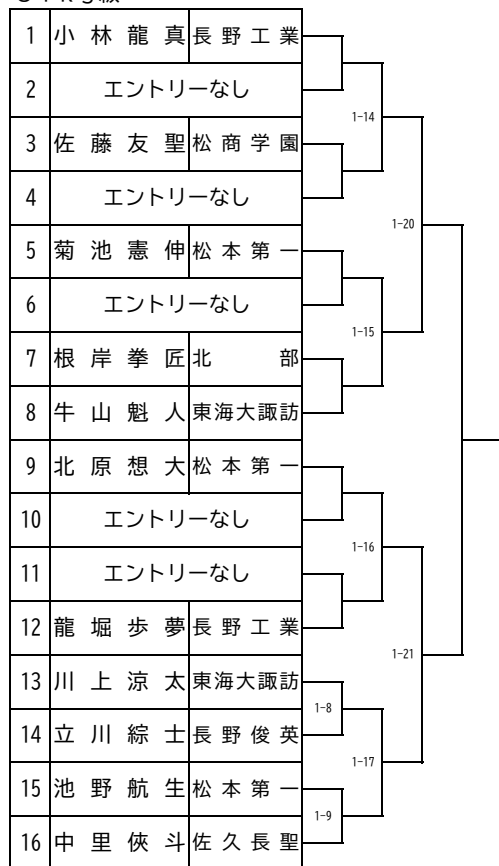 1 小林龍真 長野工業
2 エントリーなし
1-14
3 佐藤友聖 松商学園
4 エントリーなし
1-20
5 菊池憲伸 松本第一
6 エントリーなし
1-15
7 根岸拳匠 北部
8 牛山魁人 東海大諏訪
9 北原想大 松本第一
10 エントリーなし
1-16
11 エントリーなし
12 龍堀歩夢 長野工業
1-21
13 川上涼太 東海大諏訪
1-8
14 立川綜士 長野俊英
1-17
15 池野航生 松本第一
1-9
16 中里侠斗 佐久長聖